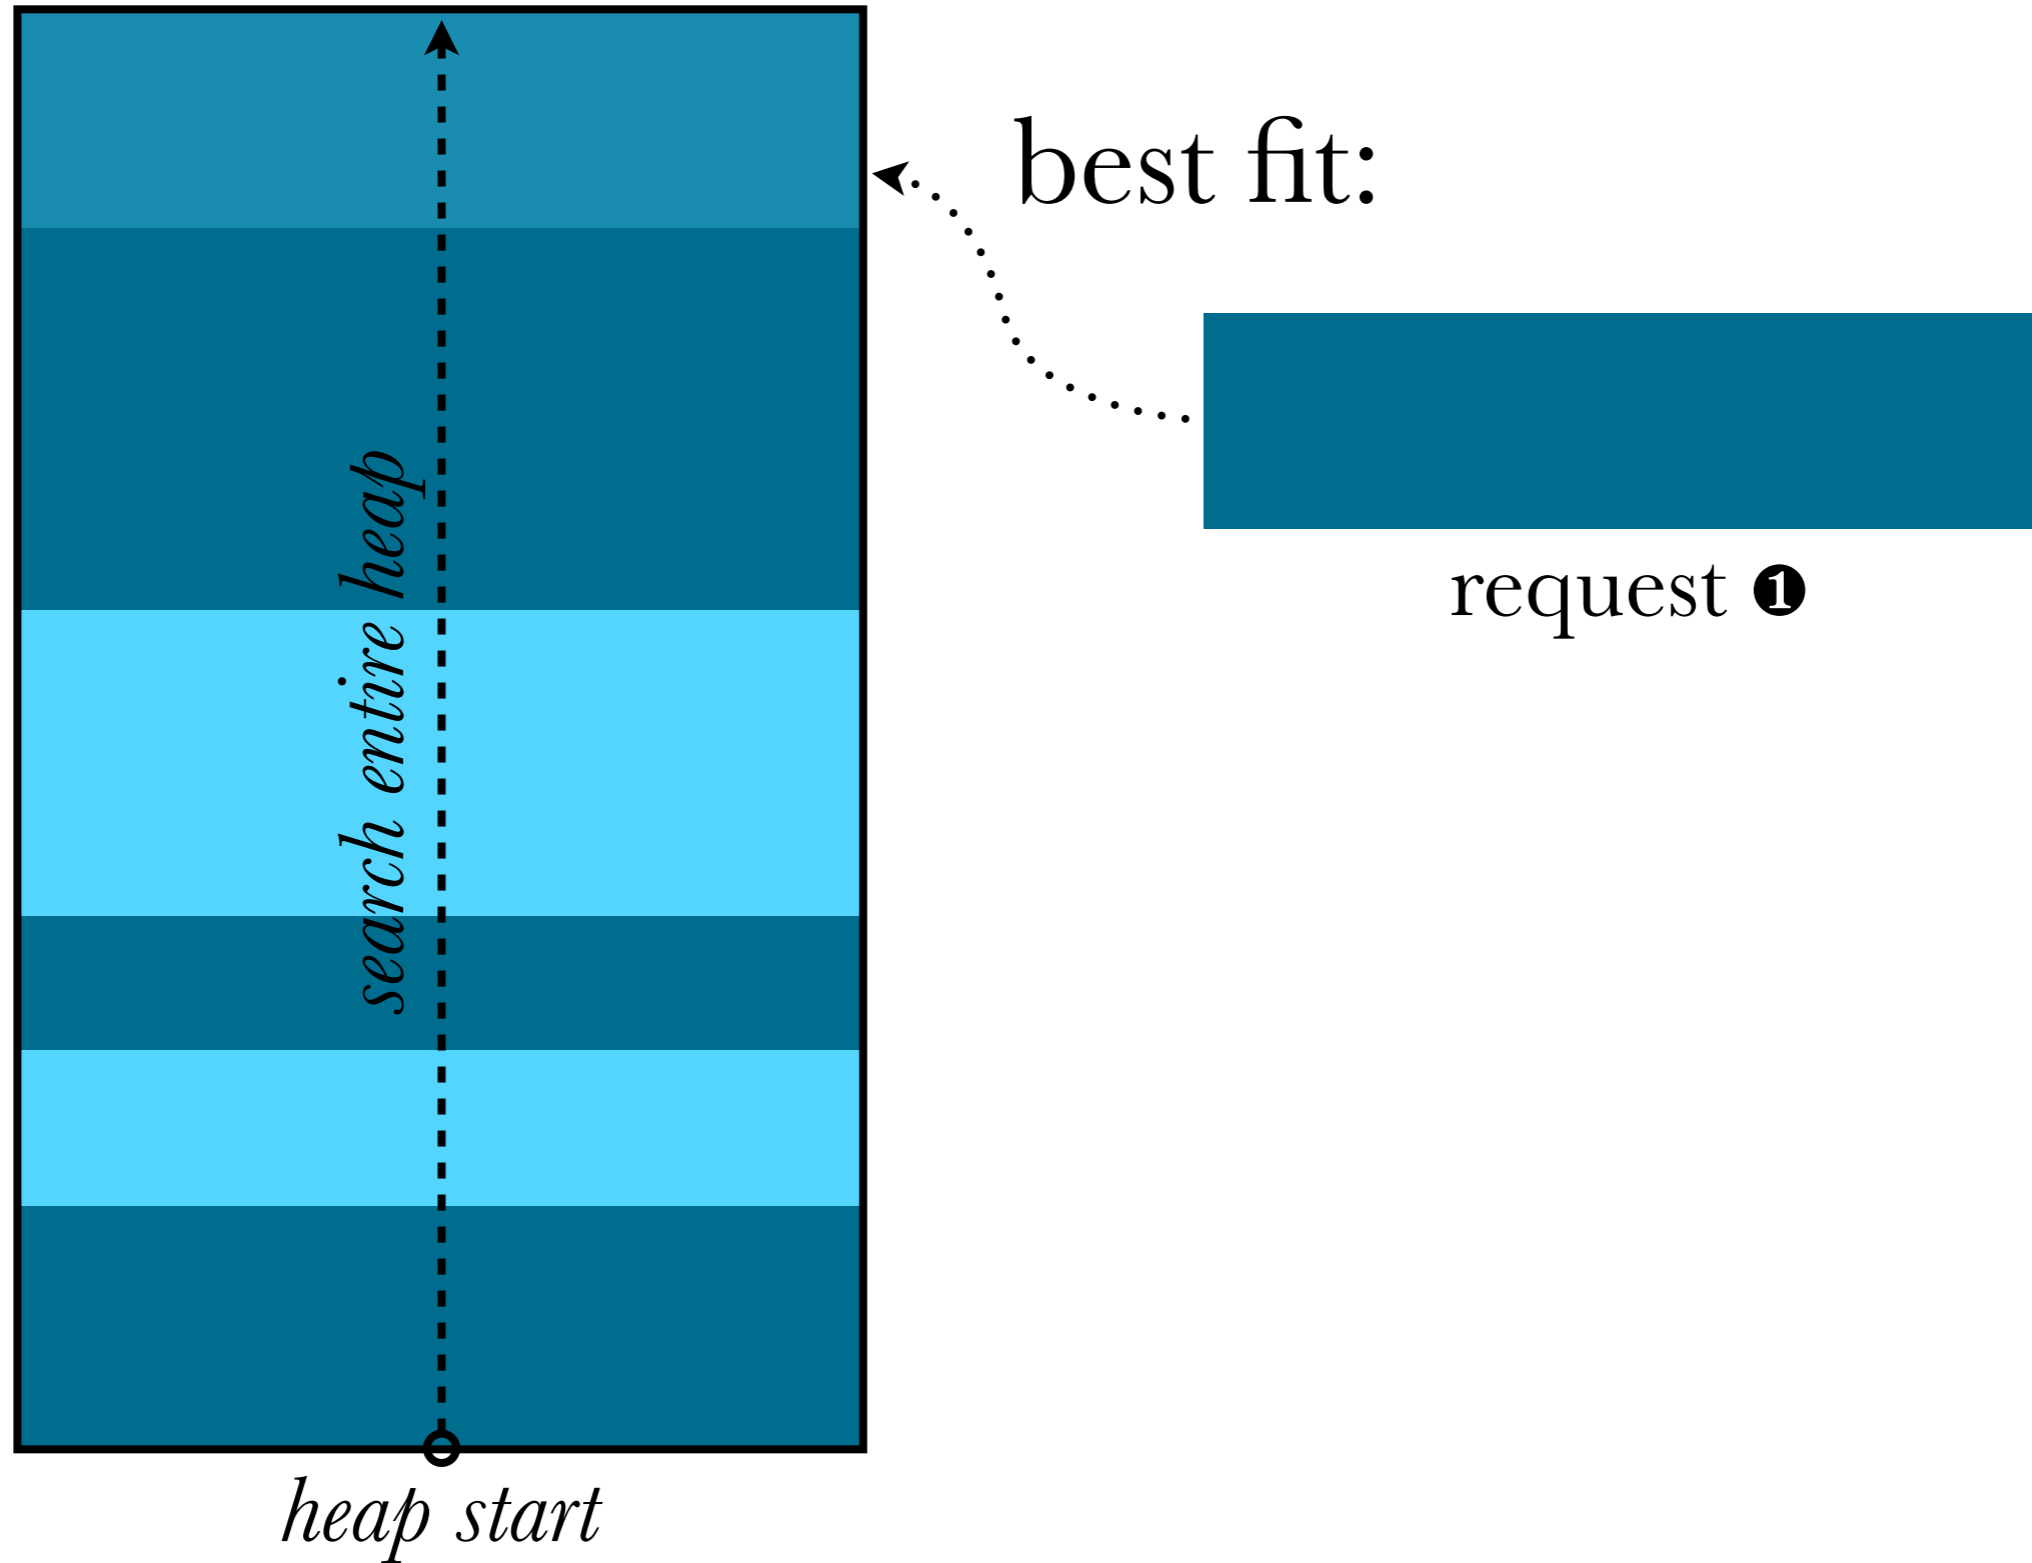 best fit:
request ❶
search entire heap
heap start